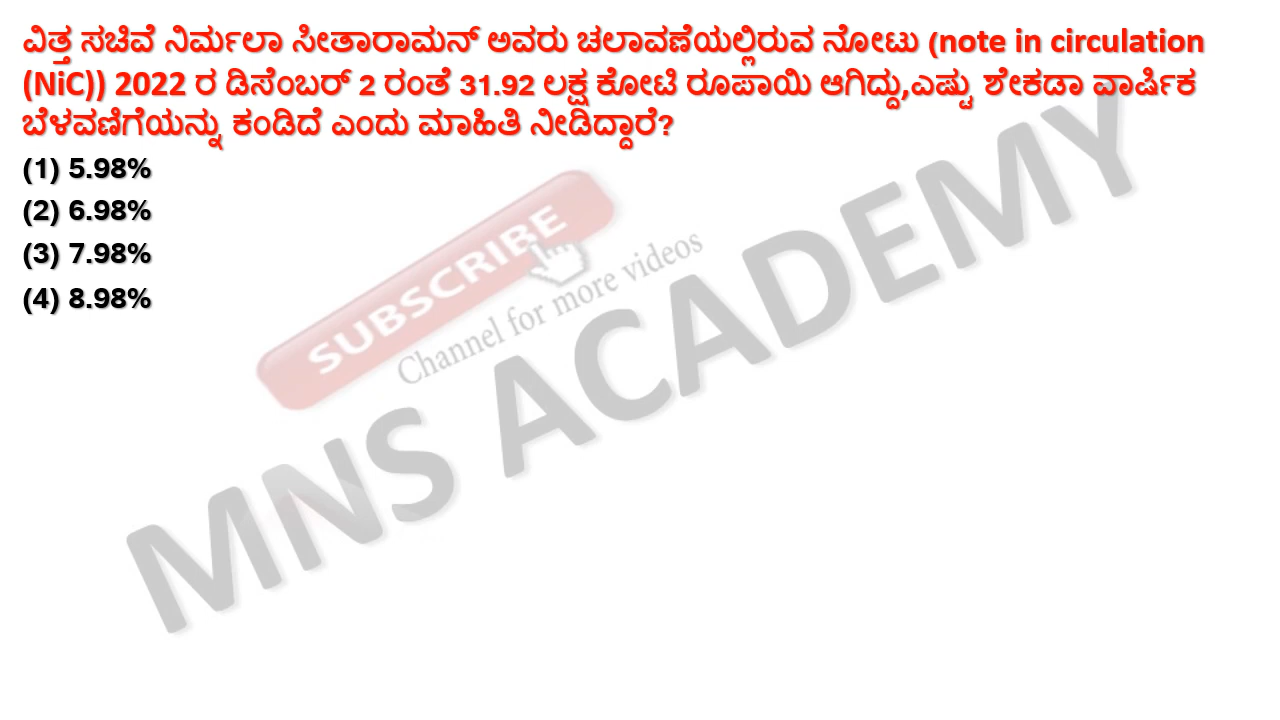 ವಿತ್ತ ಸಚಿವೆ ನಿರ್ಮಲಾ ಸೀತಾರಾಮನ್ ಅವರು ಚಲಾವಣೆಯಲ್ಲಿರುವ ನೋಟು (note in circulation
(NiC)) 2022 ರ ಡಿಸೆಂಬರ್ 2 ರಂತೆ 31.92 ಲಕ್ಷ ಕೋಟಿ ರೂಪಾಯಿ ಆಗಿದ್ದು,ಎಷ್ಟು ಶೇಕಡಾ ವಾರ್ಷಿಕ
ಬೆಳವಣಿಗೆಯನ್ನು ಕಂಡಿದೆ ಎಂದು ಮಾಹಿತಿ ನೀಡಿದ್ದಾರೆ?
(1) 5.98%
(2) 6.98%
(3) 7.98%
(4) 8.98%
SUBSCRIBE
Channel for more videos
MNS ACADEMY